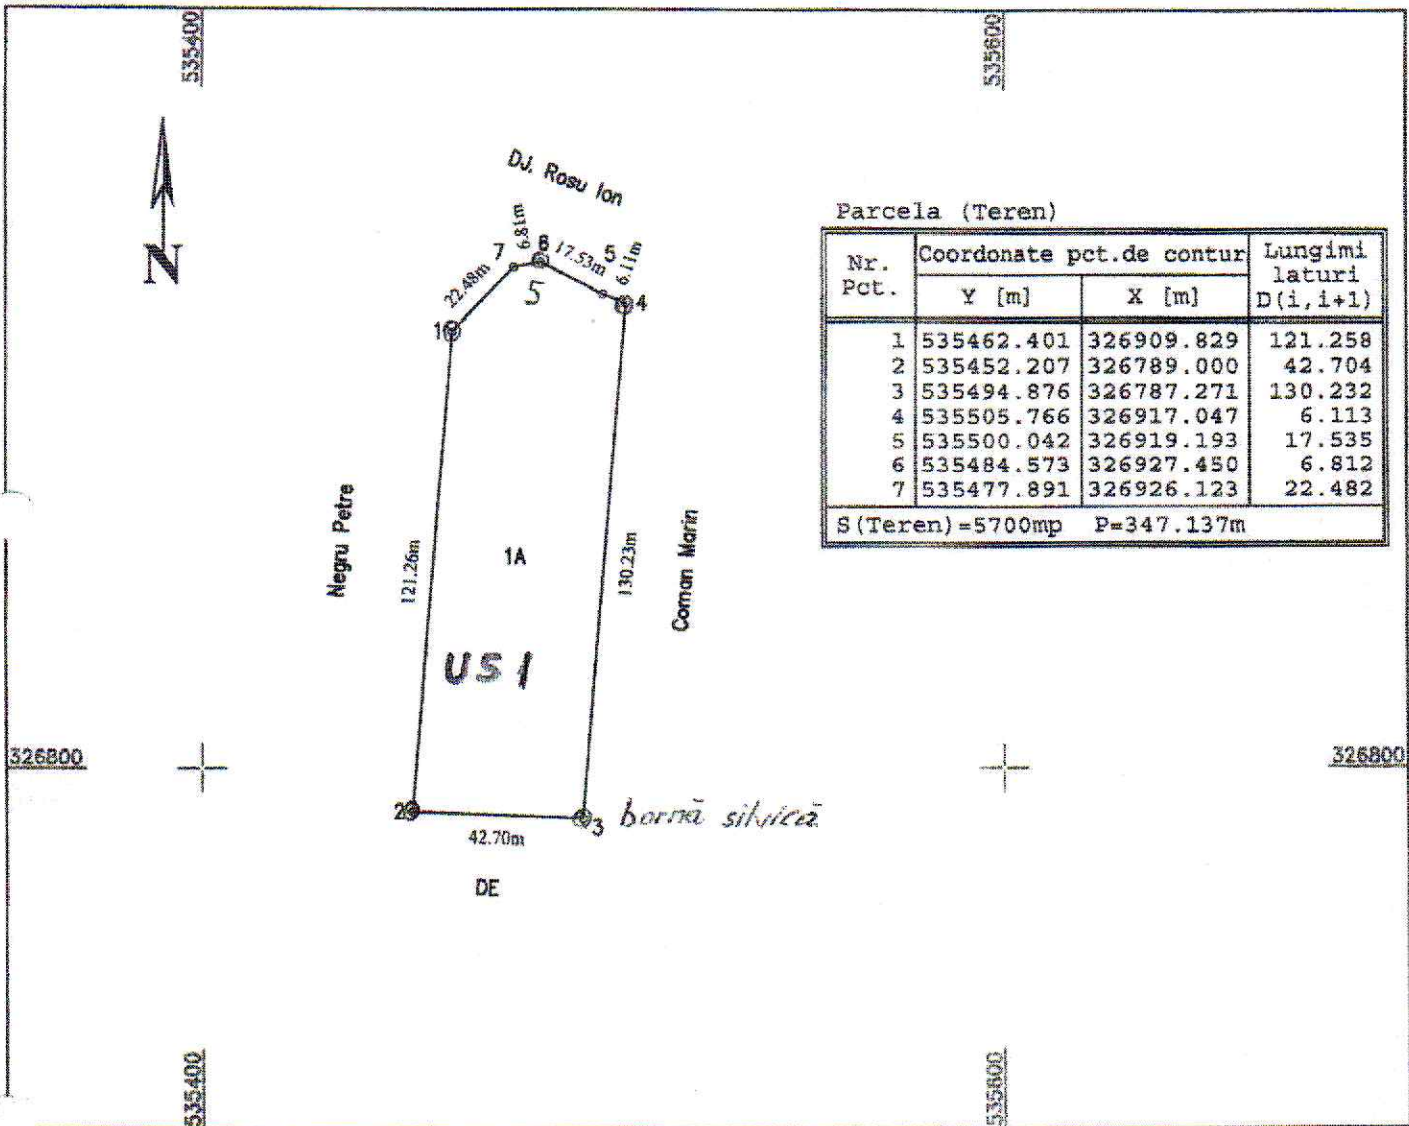 535400
535600
N
DJ. Rosu Ion
7
6.81m
6
17.53m
5
6.11m
22.48m
5
4
1
Negru Petre
121.26m
1A
130.23m
Coman Marin
US 1
326800
326800
2
3
bornă silvică
42.70m
DE
535400
535600
Parcela (Teren)
Nr. Pct. Coordonate pct.de contur Lungimi laturi D(i,i+1)
Y [m] X [m]
1 535462.401 326909.829 121.258
2 535452.207 326789.000 42.704
3 535494.876 326787.271 130.232
4 535505.766 326917.047 6.113
5 535500.042 326919.193 17.535
6 535484.573 326927.450 6.812
7 535477.891 326926.123 22.482
S(Teren)=5700mp P=347.137m